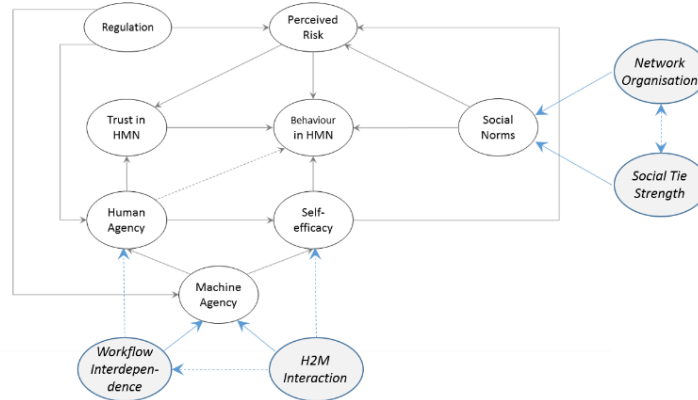 Regulation
Perceived
Risk
Network
Organisation
Trust in
HMN
Behaviour
in HMN
Social
Norms
Social Tie
Strength
Human
Agency
Self-
efficacy
Machine
Agency
Workflow
Interdepen-
dence
H2M
Interaction